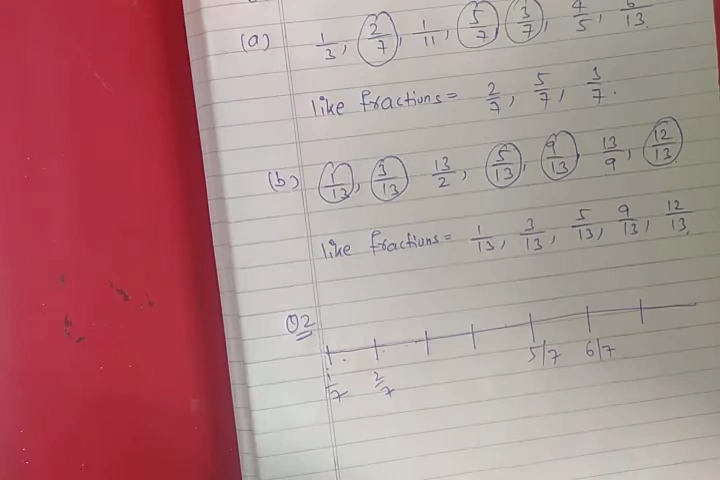 (a) 1/3, 2/7, 1/11, 5/7, 3/7, 4/5, 6/13.
like fractions = 2/7, 5/7, 3/7.
(b) 1/13, 3/13 13/2, 5/13, 9/13, 13/9, 12/13
like fractions = 1/13, 3/13, 5/13, 9/13, 12/13
Q2
1/7 2/7 5/7 6/7